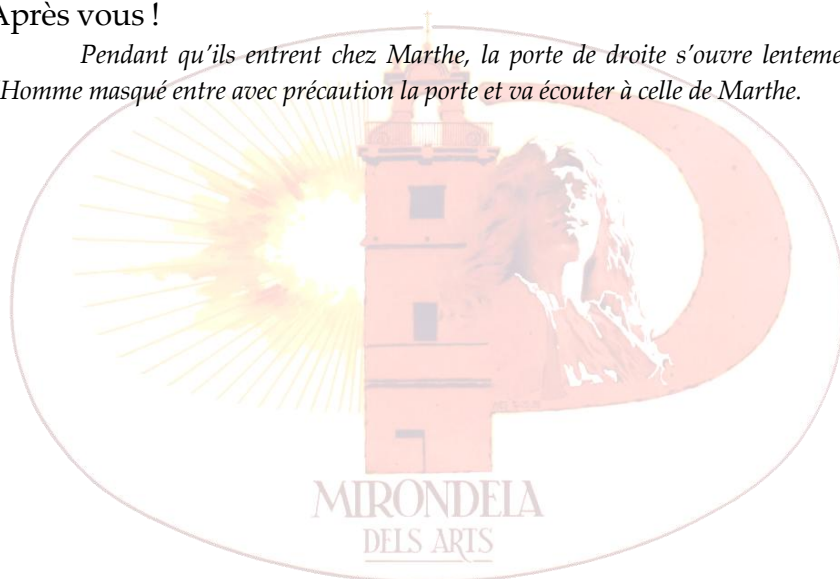 Après vous !
Pendant qu’ils entrent chez Marthe, la porte de droite s’ouvre lenteme
’Homme masqué entre avec précaution la porte et va écouter à celle de Marthe.
MIRONDELA
DELS ARTS